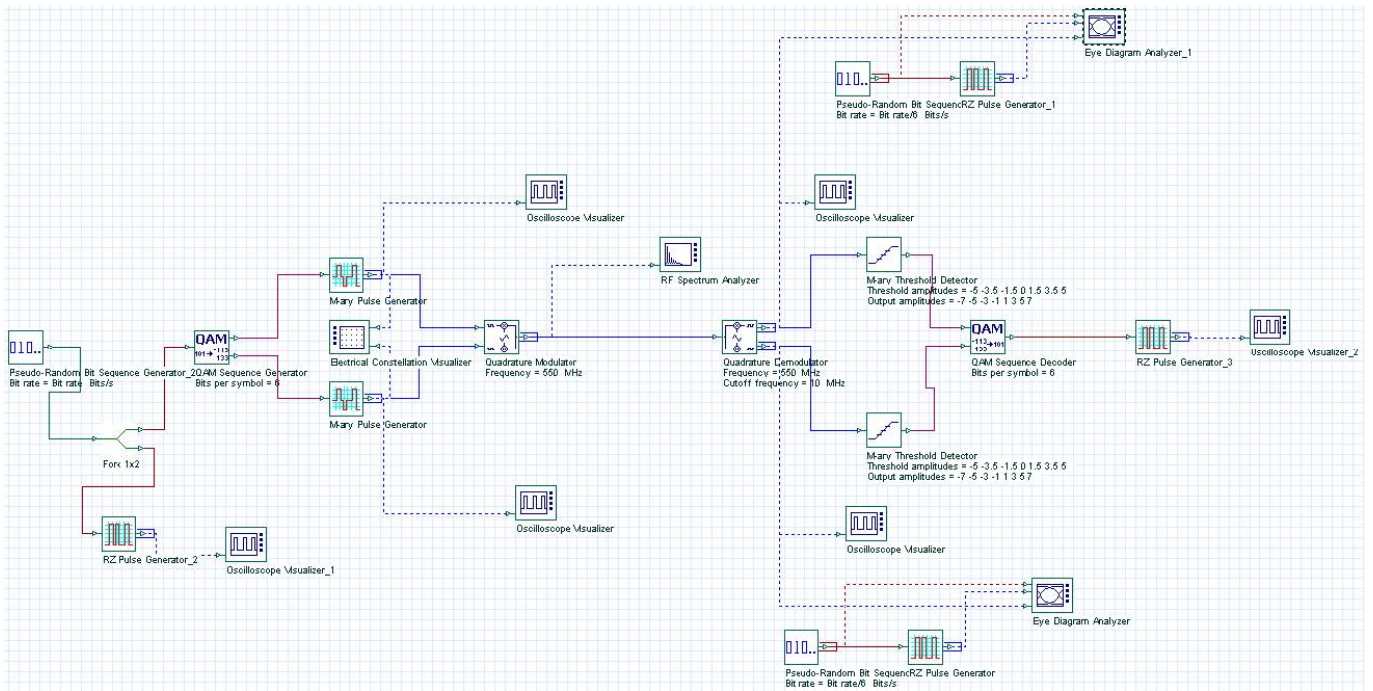 Eye Diagram Analyzer_1
010..
Pseudo-Random Bit SequencRZ Pulse Generator_1
Bit rate = Bit rate/6 Bits/s
Oscilloscope Visualizer
Oscilloscope Visualizer
RF Spectrum Analyzer
M-ary Threshold Detector
Threshold amplitudes = -5 -3.5 -1.5 0 1.5 3.5 5
Output amplitudes = -7 -5 -3 -1 1 3 5 7
M-ary Pulse Generator
010..
Pseudo-Random Bit Sequence Generator_2
Bit rate = Bit rate Bits/s
QAM
101→ -113
133
QAM Sequence Generator
Bits per symbol = 6
Electrical Constellation Visualizer
Quadrature Modulator
Frequency = 550 MHz
Quadrature Demodulator
Frequency = 550 MHz
Cutoff frequency = 10 MHz
QAM
-113
133→101
QAM Sequence Decoder
Bits per symbol = 6
RZ Pulse Generator_3
Oscilloscope Visualizer_2
M-ary Pulse Generator
Fork 1x2
M-ary Threshold Detector
Threshold amplitudes = -5 -3.5 -1.5 0 1.5 3.5 5
Output amplitudes = -7 -5 -3 -1 1 3 5 7
Oscilloscope Visualizer
Oscilloscope Visualizer
RZ Pulse Generator_2
Oscilloscope Visualizer_1
Eye Diagram Analyzer
010..
Pseudo-Random Bit SequencRZ Pulse Generator
Bit rate = Bit rate/6 Bits/s